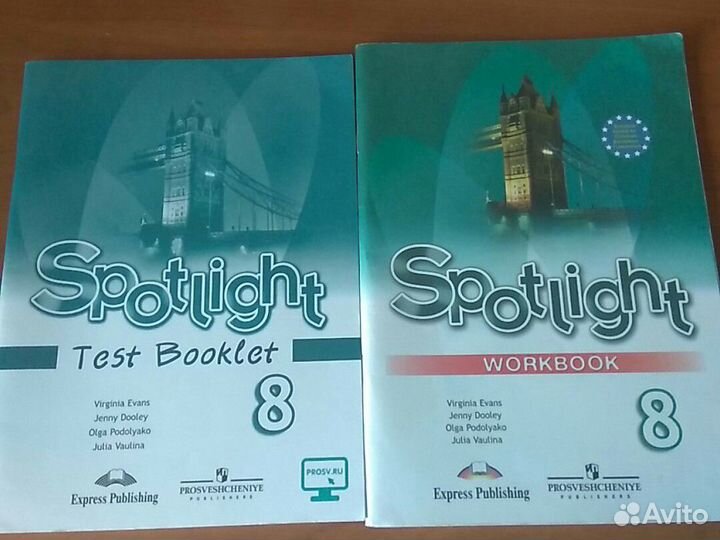 Spotlight
Test Booklet
8
Virginia Evans
Jenny Dooley
Olga Podolyako
Julia Vaulina
Express Publishing
PROSVESHCHENIYE
PUBLISHERS
PROSV.RU
Spotlight
WORKBOOK
8
Virginia Evans
Jenny Dooley
Olga Podolyako
Julia Vaulina
Express Publishing
PROSVESHCHENIYE
PUBLISHERS
Avito